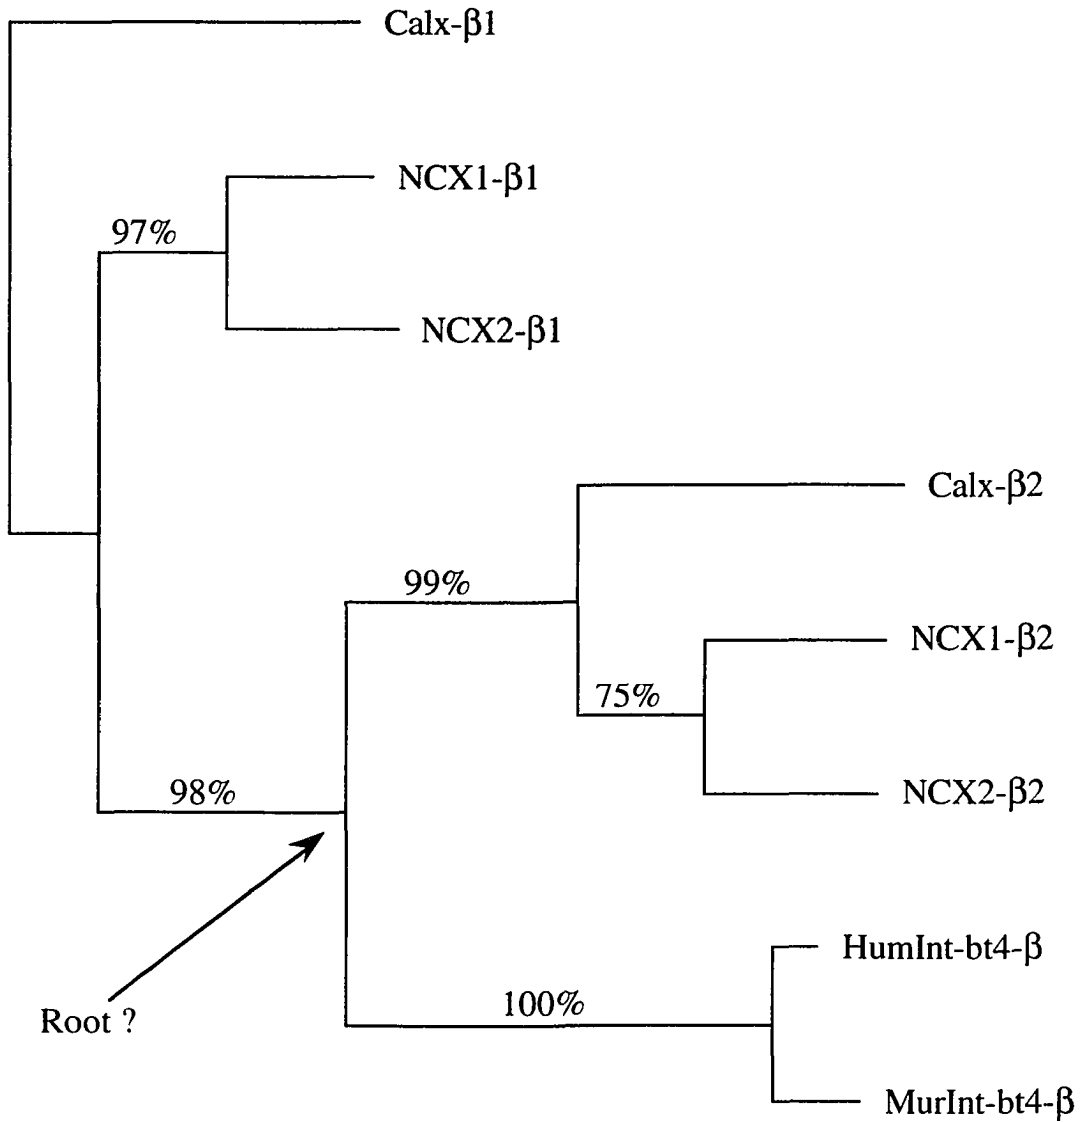 Calx-β1
NCX1-β1
97%
NCX2-β1
Calx-β2
99%
NCX1-β2
75%
NCX2-β2
98%
HumInt-bt4-β
100%
Root ?
MurInt-bt4-β